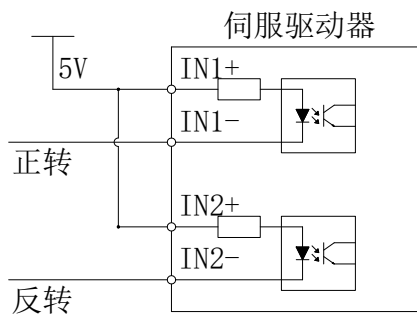 伺服驱动器
5V
IN1+
IN1-
正转
IN2+
IN2-
反转